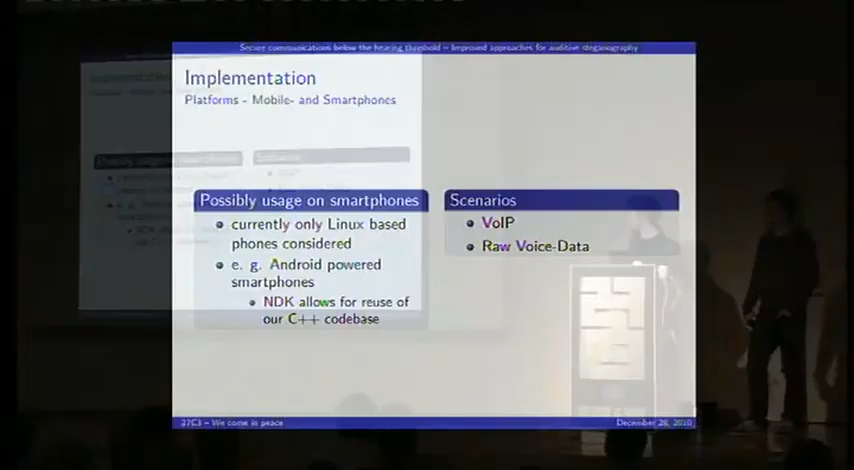 Secure communications below the hearing threshold – Improved approaches for auditive steganography
Implementation
Platforms - Mobile- and Smartphones
Possibly usage on smartphones
currently only Linux based
phones considered
e. g. Android powered
smartphones
NDK allows for reuse of
our C++ codebase
Scenarios
VoIP
Raw Voice-Data
27C3 – We come in peace
December 28, 2010